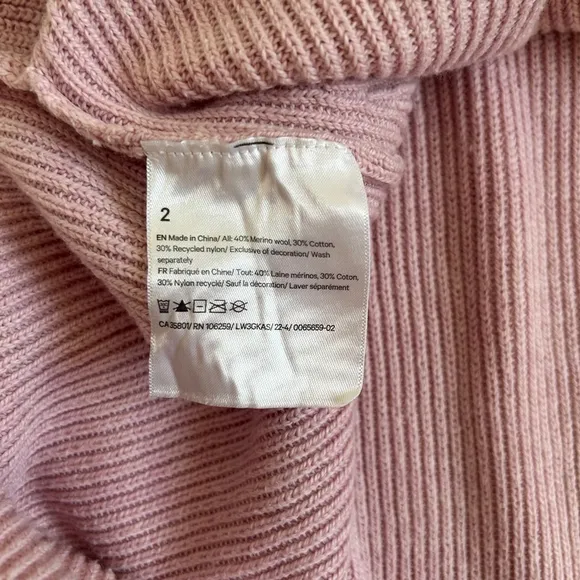 2
EN Made in China/ All: 40% Merino wool, 30% Cotton,
30% Recycled nylon/ Exclusive of decoration/ Wash
separately
FR Fabriqué en Chine/ Tout: 40% Laine mérinos, 30% Coton,
30% Nylon recyclé/ Sauf la décoration/ Laver séparément
CA 35801/ RN 106259/ LW3GKAS/ 22-4/ 0065659-02